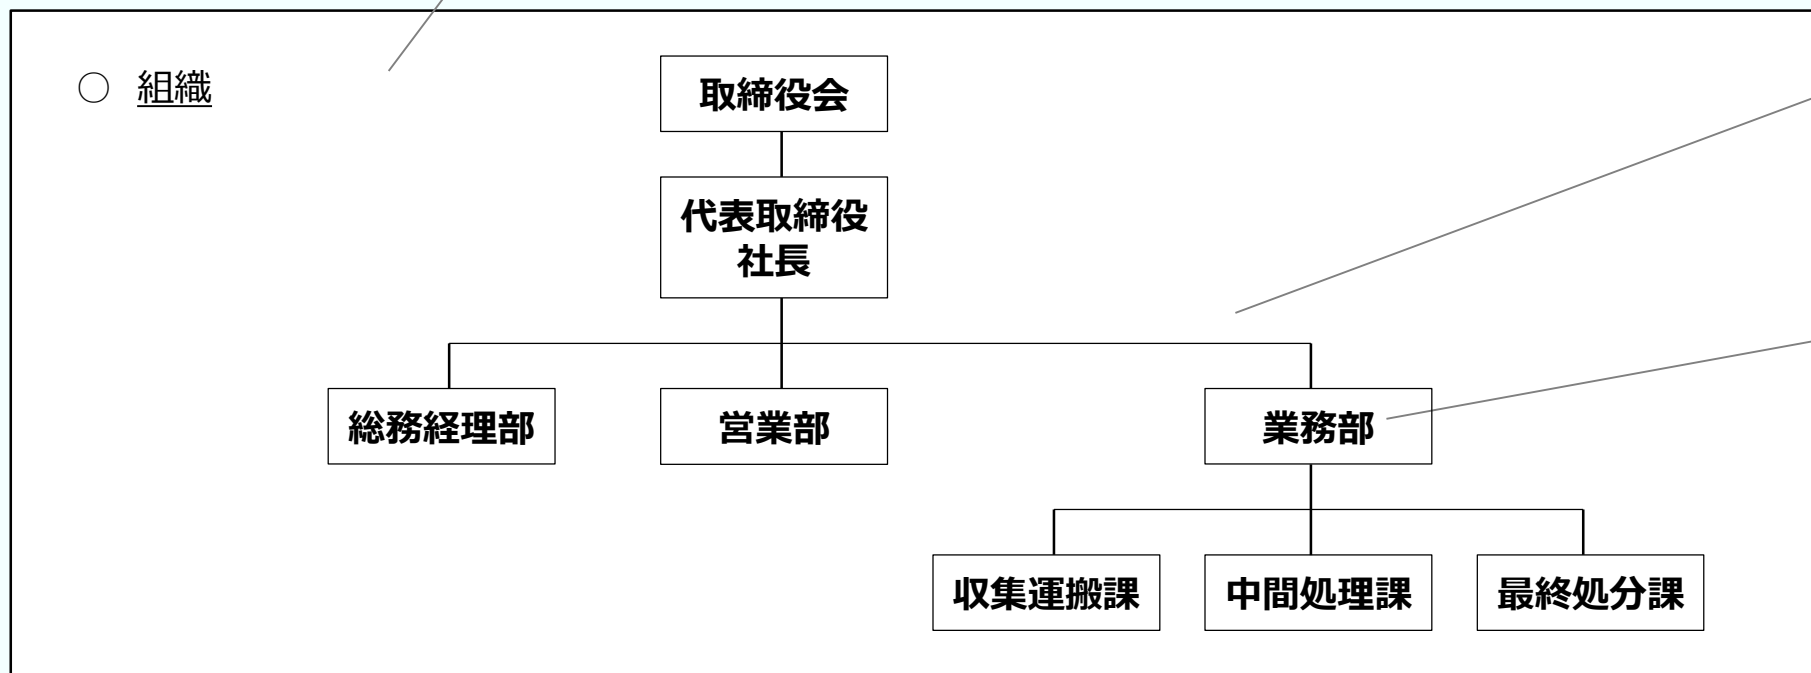 ○ 組織
取締役会
代表取締役
社長
総務経理部
営業部
業務部
収集運搬課
中間処理課
最終処分課